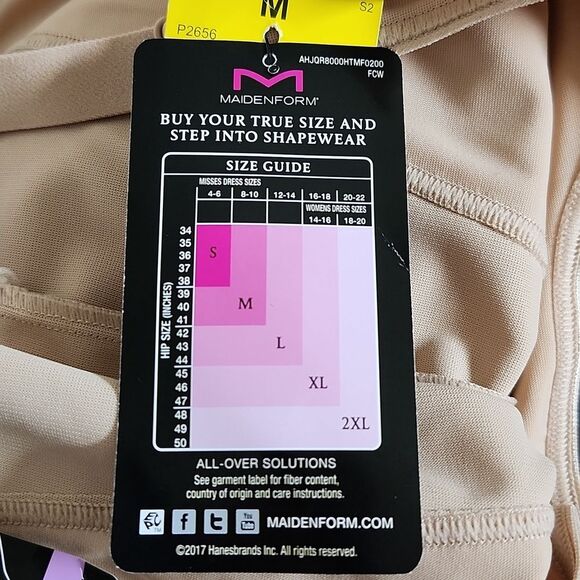 M
S2
P2656
AHJQR8000HTMF0200
FCW
MAIDENFORM®
BUY YOUR TRUE SIZE AND
STEP INTO SHAPEWEAR
SIZE GUIDE
MISSES DRESS SIZES
4-6 8-10 12-14 16-18 20-22
WOMENS DRESS SIZES
14-16 18-20
HIP SIZE (INCHES)
34
35
36
37
38
39
40
41
42
43
44
45
46
47
48
49
50
S
M
L
XL
2XL
ALL-OVER SOLUTIONS
See garment label for fiber content,
country of origin and care instructions.
f t You Tube MAIDENFORM.COM
©2017 Hanesbrands Inc. All rights reserved.